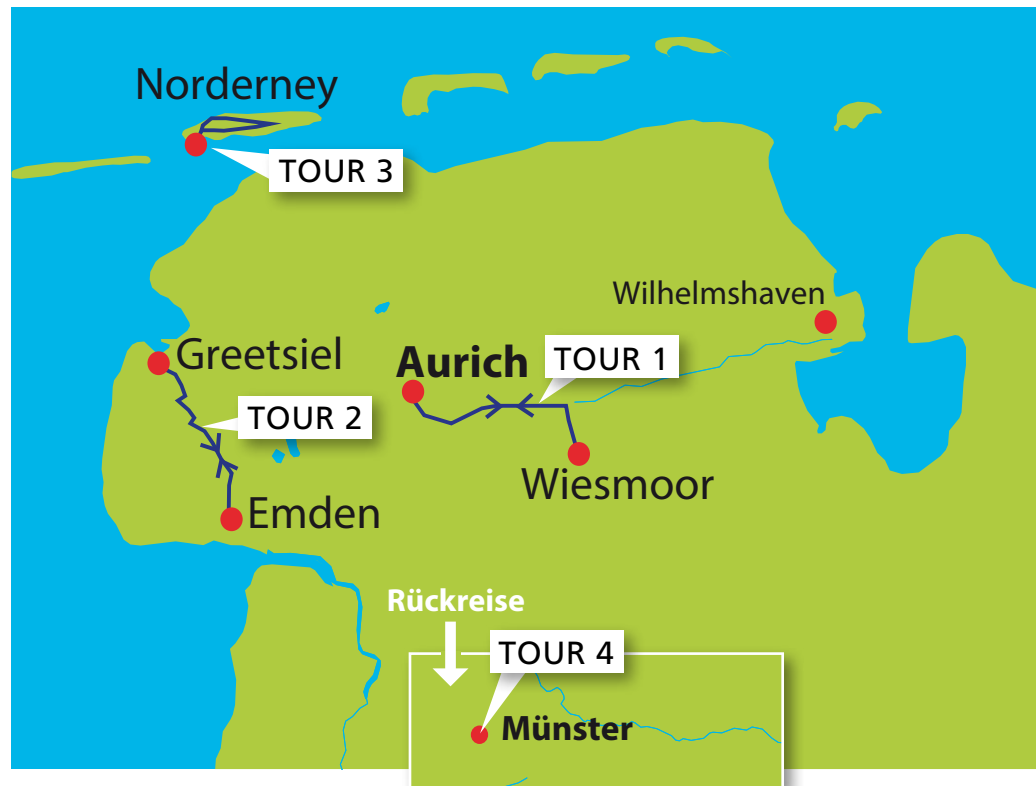 Norderney
TOUR 3
Wilhelmshaven
Greetsiel
Aurich
TOUR 1
TOUR 2
Wiesmoor
Emden
Rückreise
TOUR 4
Münster